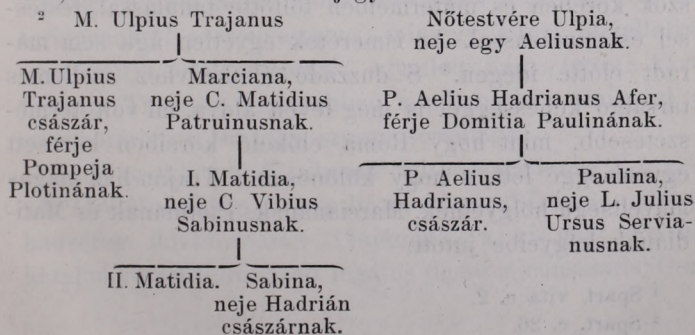 ² M. Ulpius Trajanus
Nőtestvére Ulpia,
neje egy Aeliusnak.
M. Ulpius
Trajanus
császár,
férje
Pompeja
Plotinának.
Marciana,
neje C. Matidius
Patruinusnak.
P. Aelius Hadrianus Afer,
férje Domitia Paulinának.
I. Matidia,
neje C Vibius
Sabinusnak.
P. Aelius
Hadrianus,
császár.
Paulina,
neje L. Julius
Ursus Servia-
nusnak.
II. Matidia.
Sabina,
neje Hadrián
császárnak.